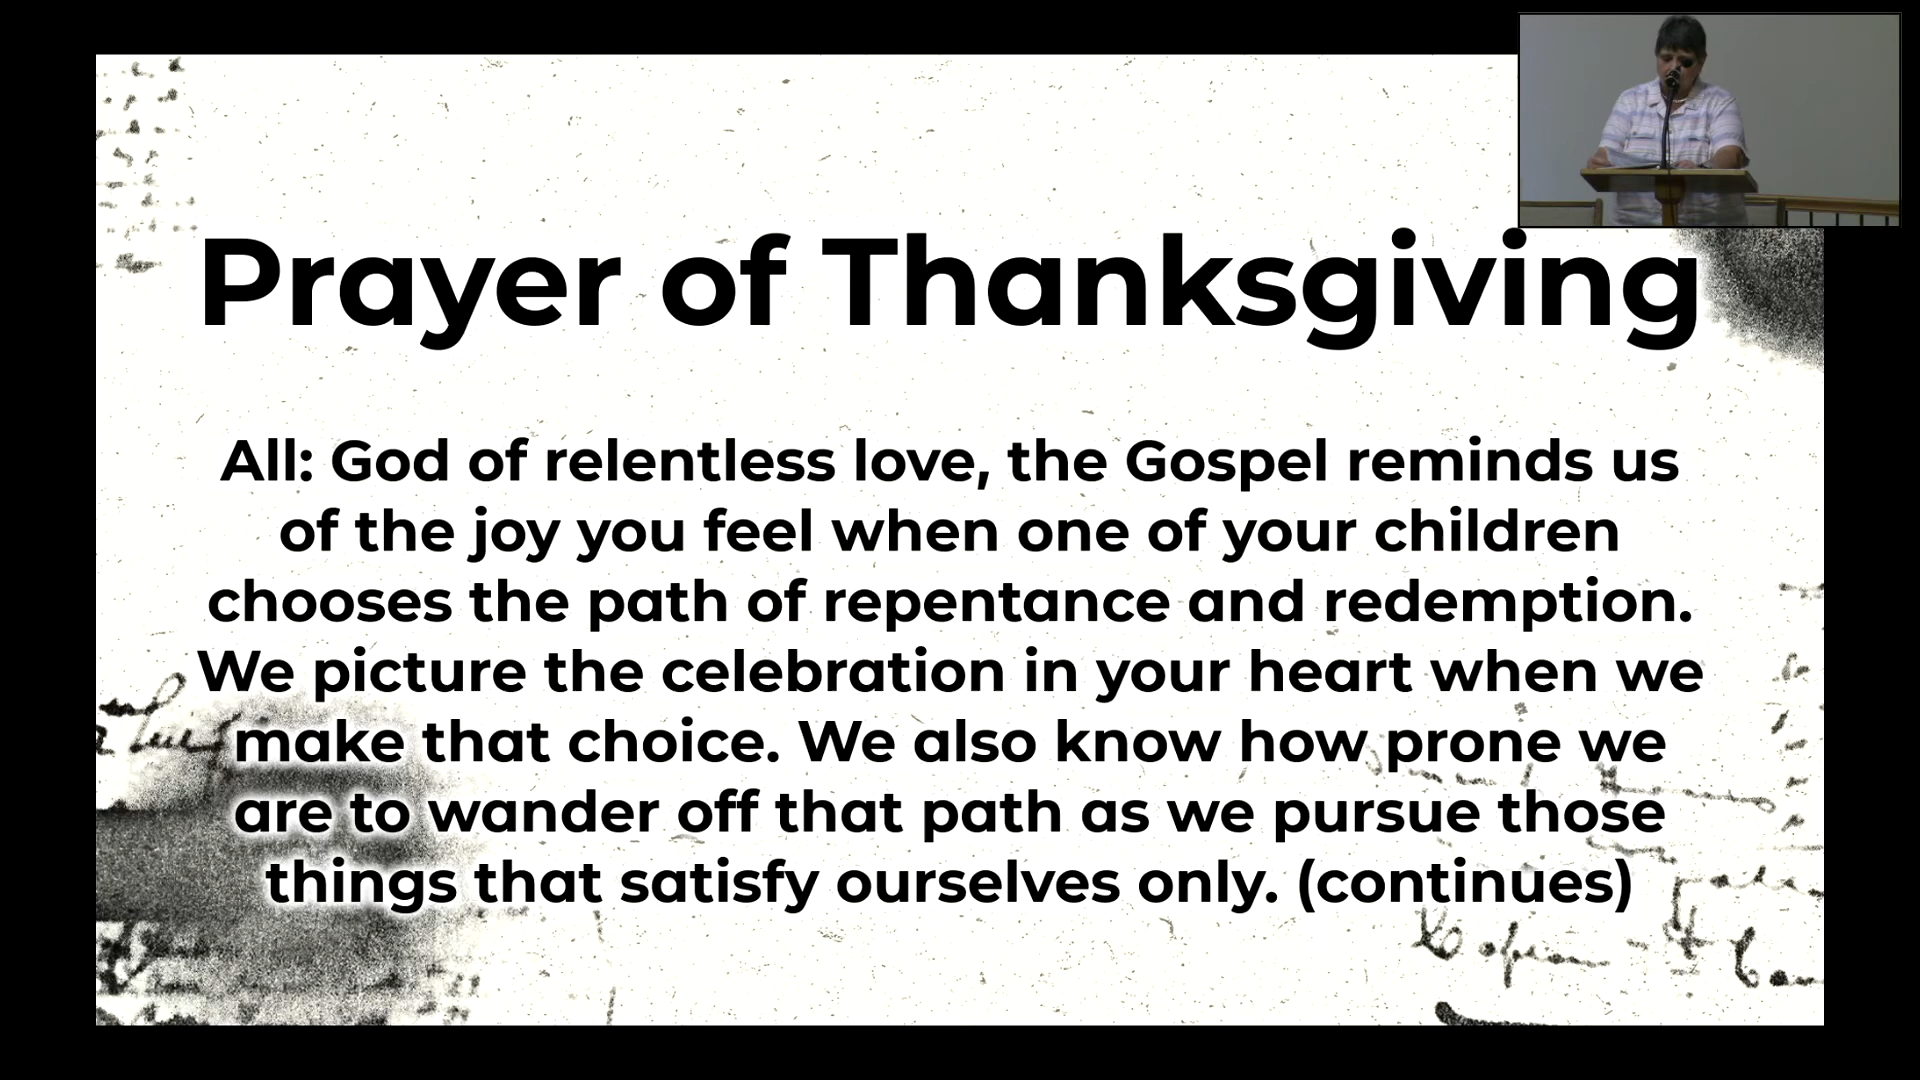 Prayer of Thanksgiving
All: God of relentless love, the Gospel reminds us
of the joy you feel when one of your children
chooses the path of repentance and redemption.
We picture the celebration in your heart when we
make that choice. We also know how prone we
are to wander off that path as we pursue those
things that satisfy ourselves only. (continues)